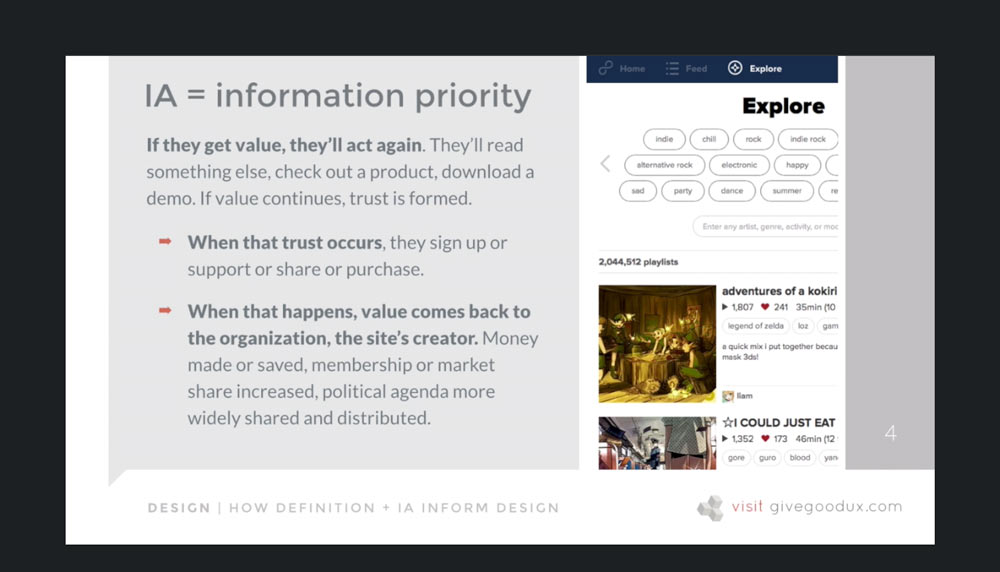 IA = information priority
If they get value, they'll act again. They'll read
something else, check out a product, download a
demo. If value continues, trust is formed.
➡ When that trust occurs, they sign up or
support or share or purchase.
➡ When that happens, value comes back to
the organization, the site's creator. Money
made or saved, membership or market
share increased, political agenda more
widely shared and distributed.
Home Feed Explore
Explore
indie chill rock indie rock
alternative rock electronic happy
sad party dance summer re
Enter any artist, genre, activity, or moo
2,044,512 playlists
adventures of a kokiri
▶ 1,807 ♥ 241 35min (10
legend of zelda loz gam
a quick mix i put together becau
mask 3ds!
liam
☆I COULD JUST EAT
▶ 1,352 ♥ 173 46min (12
gore guro blood yan
4
DESIGN | HOW DEFINITION + IA INFORM DESIGN
visit givegoodux.com